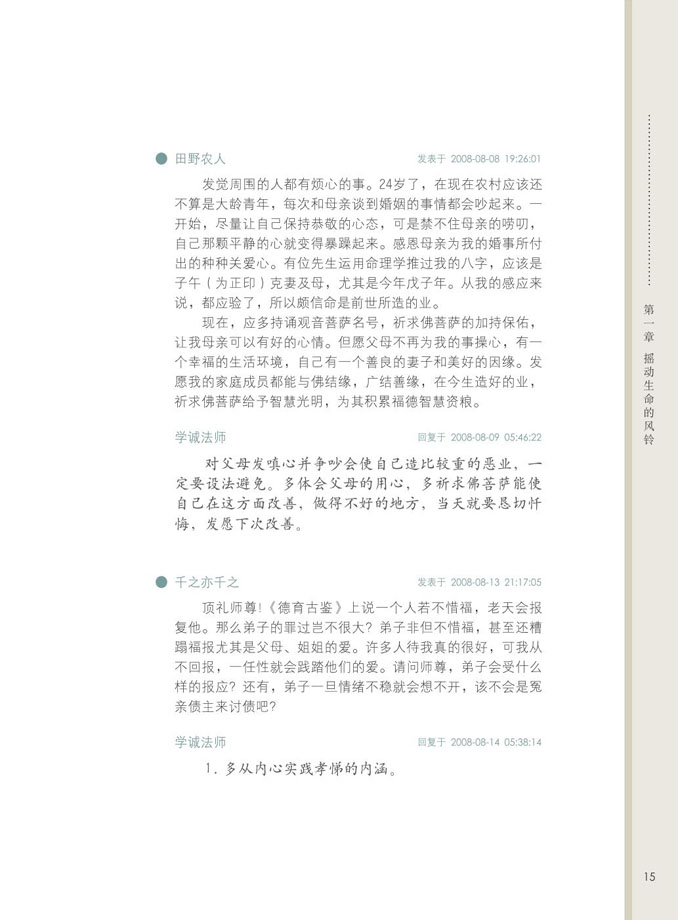 田野农人 发表于 2008-08-08 19:26:01
发觉周围的人都有烦心的事。24岁了，在现在农村应该还
不算是大龄青年，每次和母亲谈到婚姻的事情都会吵起来。一
开始，尽量让自己保持恭敬的心态，可是禁不住母亲的唠叨，
自己那颗平静的心就变得暴躁起来。感恩母亲为我的婚事所付
出的种种关爱心。有位先生运用命理学推过我的八字，应该是
子午（为正印）克妻及母，尤其是今年戊子年。从我的感应来
说，都应验了，所以颇信命是前世所造的业。
现在，应多持诵观音菩萨名号，祈求佛菩萨的加持保佑，
让我母亲可以有好的心情。但愿父母不再为我的事操心，有一
个幸福的生活环境，自己有一个善良的妻子和美好的因缘。发
愿我的家庭成员都能与佛结缘，广结善缘，在今生造好的业，
祈求佛菩萨给予智慧光明，为其积累福德智慧资粮。
学诚法师 回复于 2008-08-09 05:46:22
对父母发嗔心并争吵会使自己造比较重的恶业，一
定要设法避免。多体会父母的用心，多祈求佛菩萨能使
自己在这方面改善，做得不好的地方，当天就要恳切忏
悔，发愿下次改善。
千之亦千之 发表于 2008-08-13 21:17:05
顶礼师尊!《德育古鉴》上说一个人若不惜福，老天会报
复他。那么弟子的罪过岂不很大？弟子非但不惜福，甚至还糟
蹋福报尤其是父母、姐姐的爱。许多人待我真的很好，可我从
不回报，一任性就会践踏他们的爱。请问师尊，弟子会受什么
样的报应？还有，弟子一旦情绪不稳就会想不开，该不会是冤
亲债主来讨债吧？
学诚法师 回复于 2008-08-14 05:38:14
1. 多从内心实践孝悌的内涵。
第一章 摇动生命的风铃
15